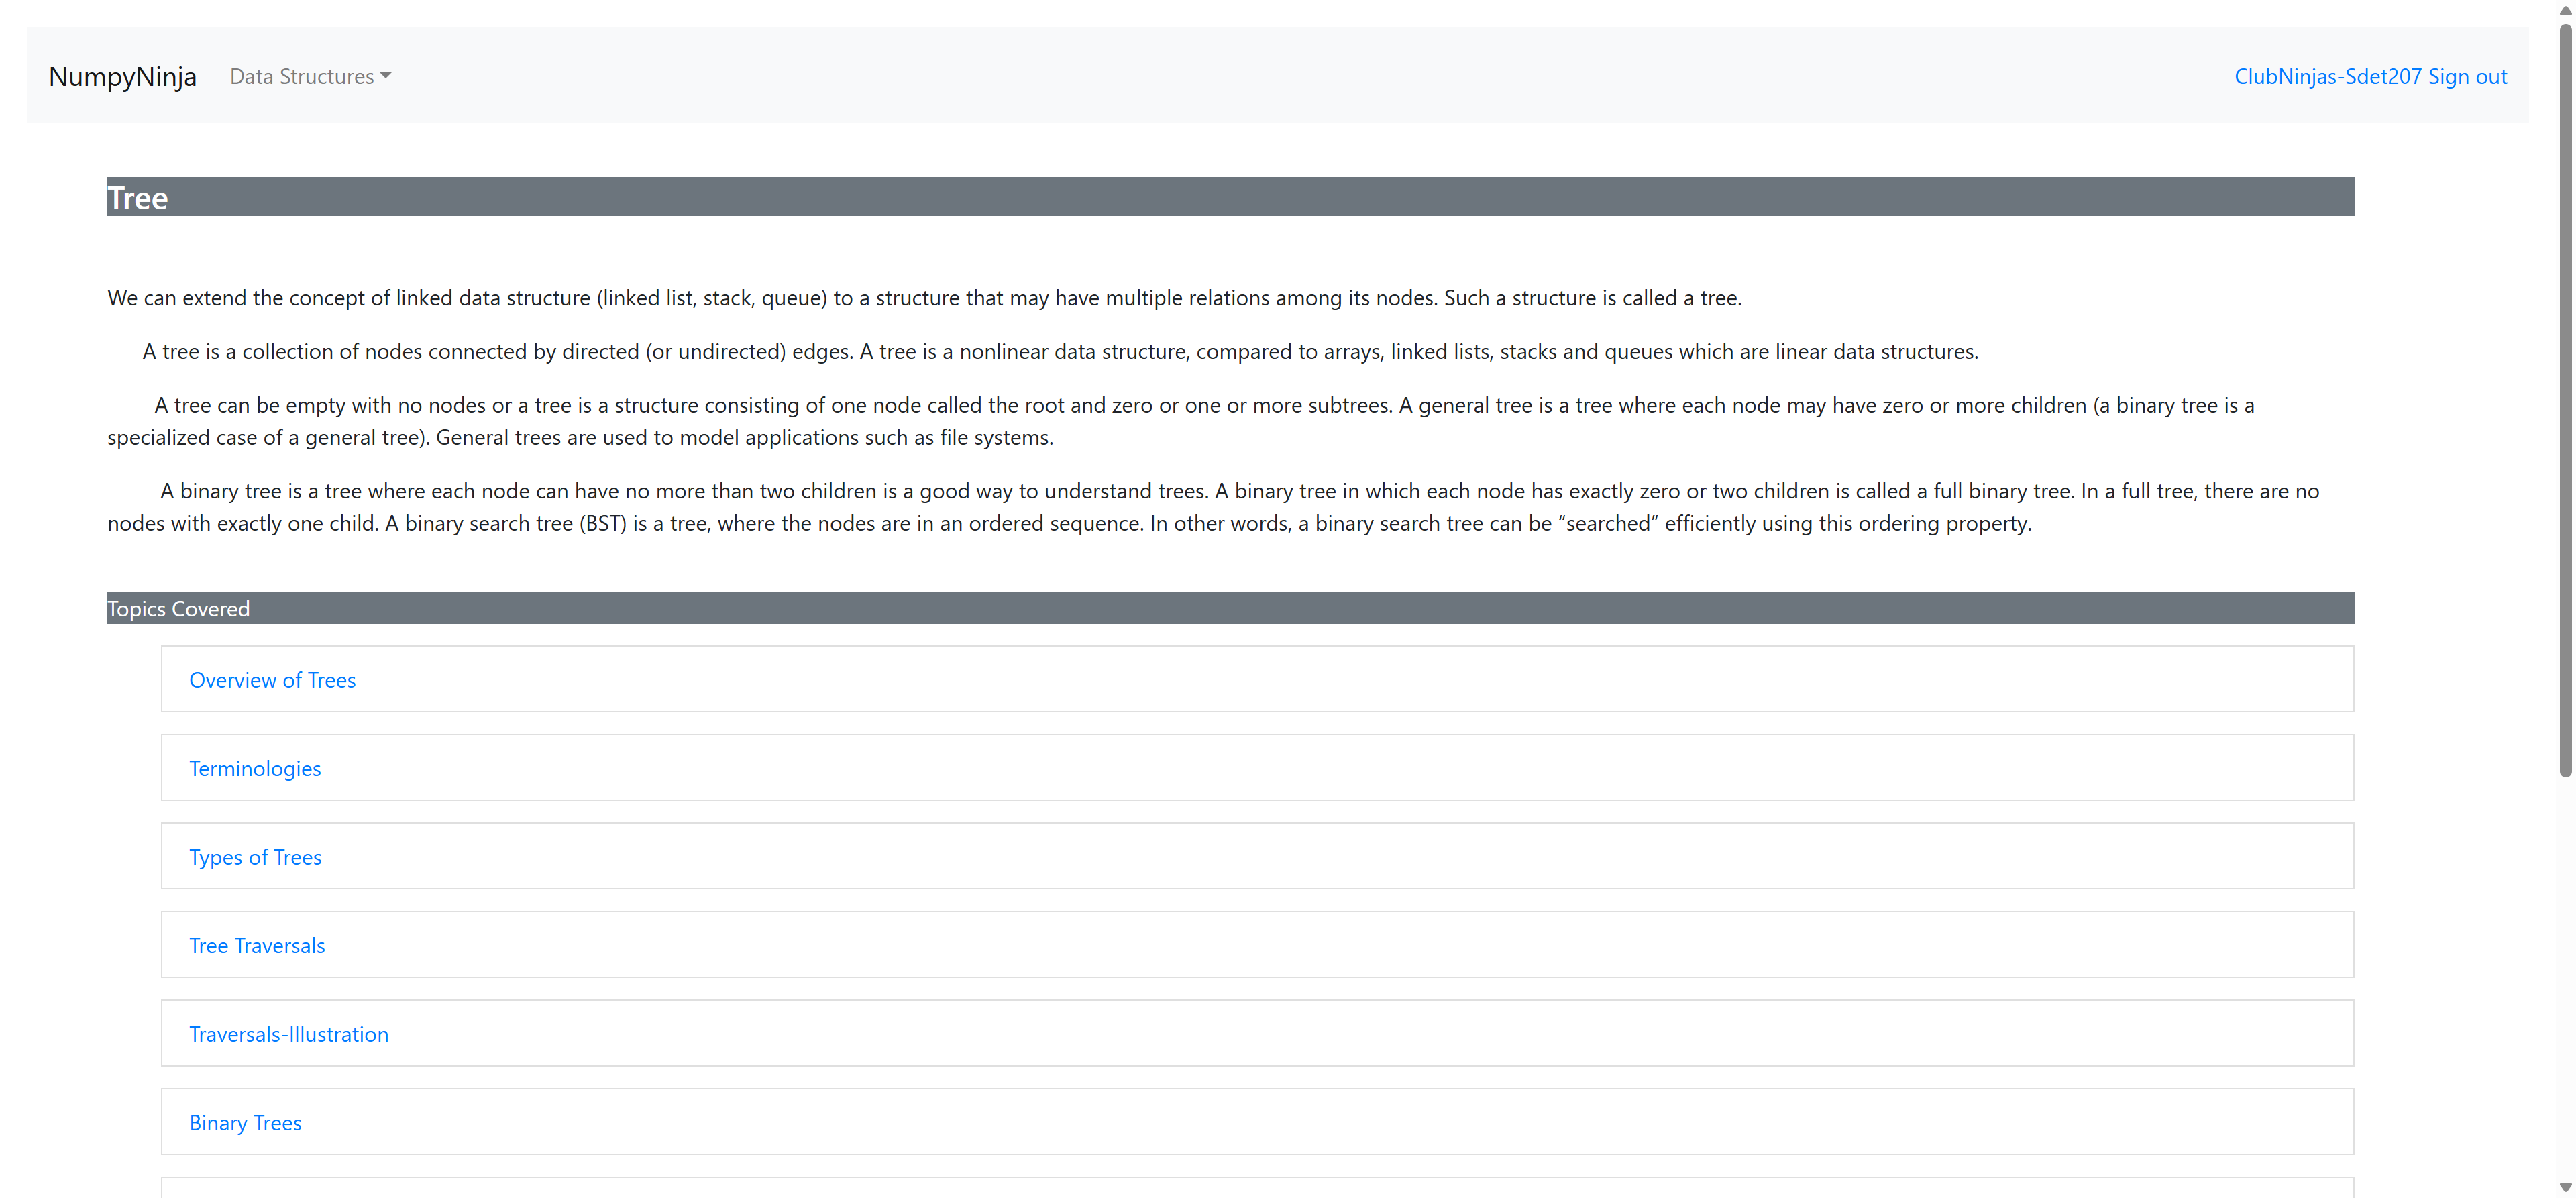 NumpyNinja
Data Structures
ClubNinjas-Sdet207 Sign out
Tree
We can extend the concept of linked data structure (linked list, stack, queue) to a structure that may have multiple relations among its nodes. Such a structure is called a tree.
A tree is a collection of nodes connected by directed (or undirected) edges. A tree is a nonlinear data structure, compared to arrays, linked lists, stacks and queues which are linear data structures.
A tree can be empty with no nodes or a tree is a structure consisting of one node called the root and zero or one or more subtrees. A general tree is a tree where each node may have zero or more children (a binary tree is a
specialized case of a general tree). General trees are used to model applications such as file systems.
A binary tree is a tree where each node can have no more than two children is a good way to understand trees. A binary tree in which each node has exactly zero or two children is called a full binary tree. In a full tree, there are no
nodes with exactly one child. A binary search tree (BST) is a tree, where the nodes are in an ordered sequence. In other words, a binary search tree can be “searched” efficiently using this ordering property.
Topics Covered
Overview of Trees
Terminologies
Types of Trees
Tree Traversals
Traversals-Illustration
Binary Trees